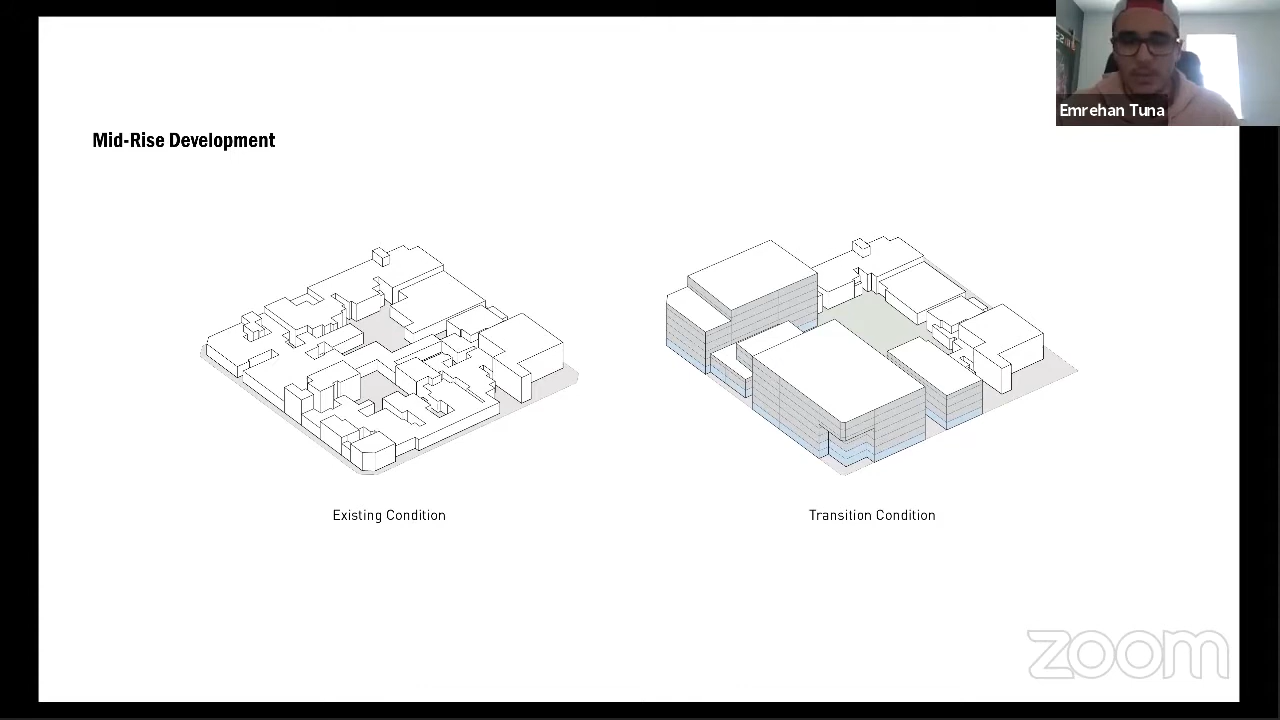 Emrehan Tuna
Mid-Rise Development
Existing Condition
Transition Condition
zoom